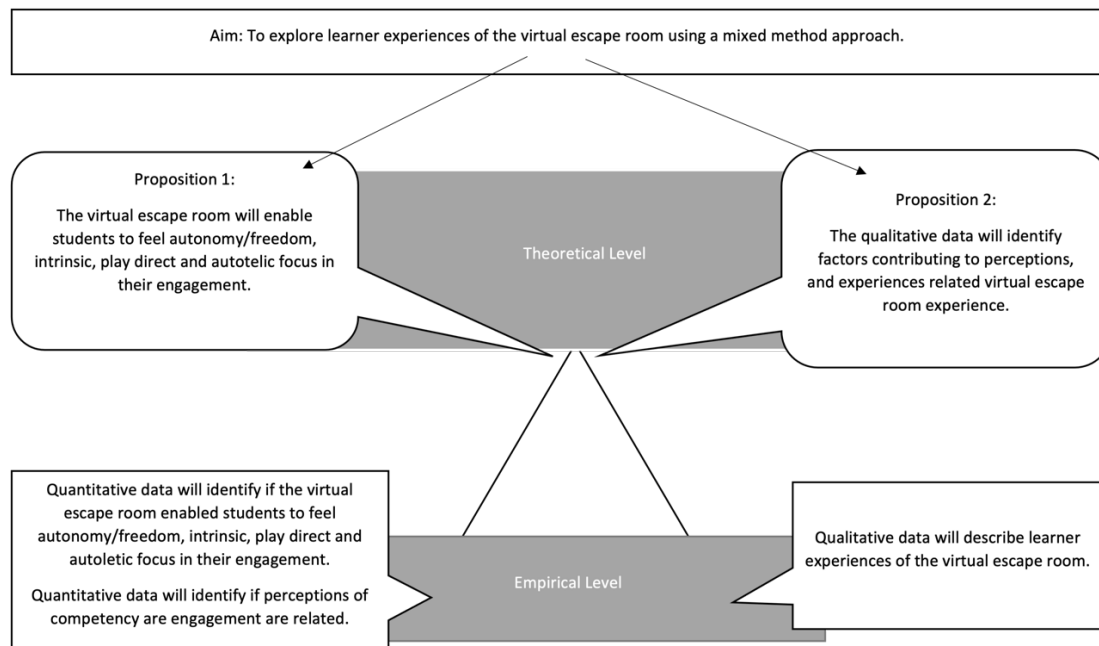 Aim: To explore learner experiences of the virtual escape room using a mixed method approach.
Proposition 1:
The virtual escape room will enable
students to feel autonomy/freedom,
intrinsic, play direct and autotelic focus in
their engagement.
Theoretical Level
Proposition 2:
The qualitative data will identify
factors contributing to perceptions,
and experiences related virtual escape
room experience.
Quantitative data will identify if the virtual
escape room enabled students to feel
autonomy/freedom, intrinsic, play direct and
autoletic focus in their engagement.
Quantitative data will identify if perceptions of
competency are engagement are related.
Empirical Level
Qualitative data will describe learner
experiences of the virtual escape room.